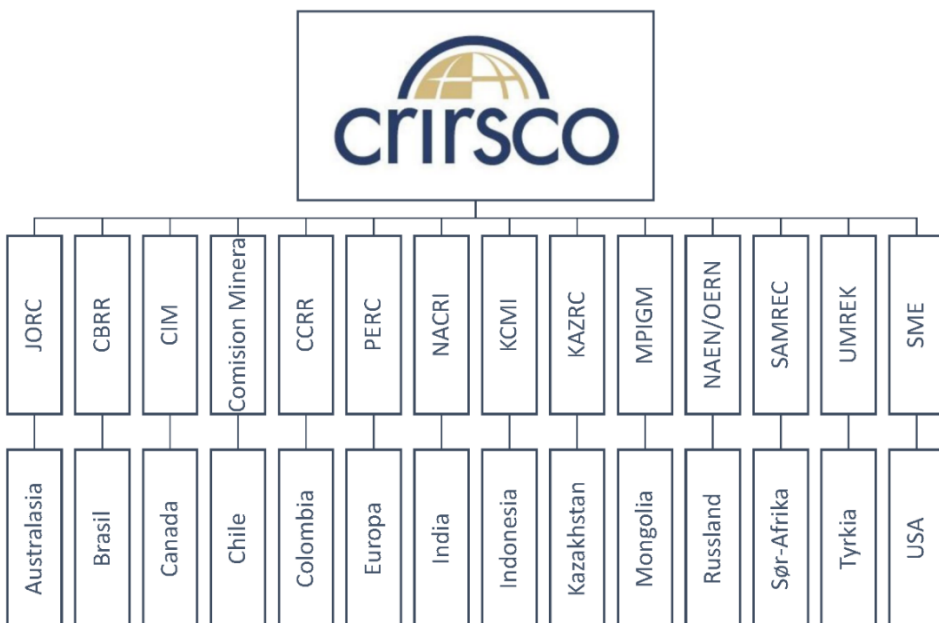 crirsco
JORC
CBRR
CIM
Comision Minera
CCRR
PERC
NACRI
KCMI
KAZRC
MPIGM
NAEN/OERN
SAMREC
UMREK
SME
Australasia
Brasil
Canada
Chile
Colombia
Europa
India
Indonesia
Kazakhstan
Mongolia
Russland
Sør-Afrika
Tyrkia
USA